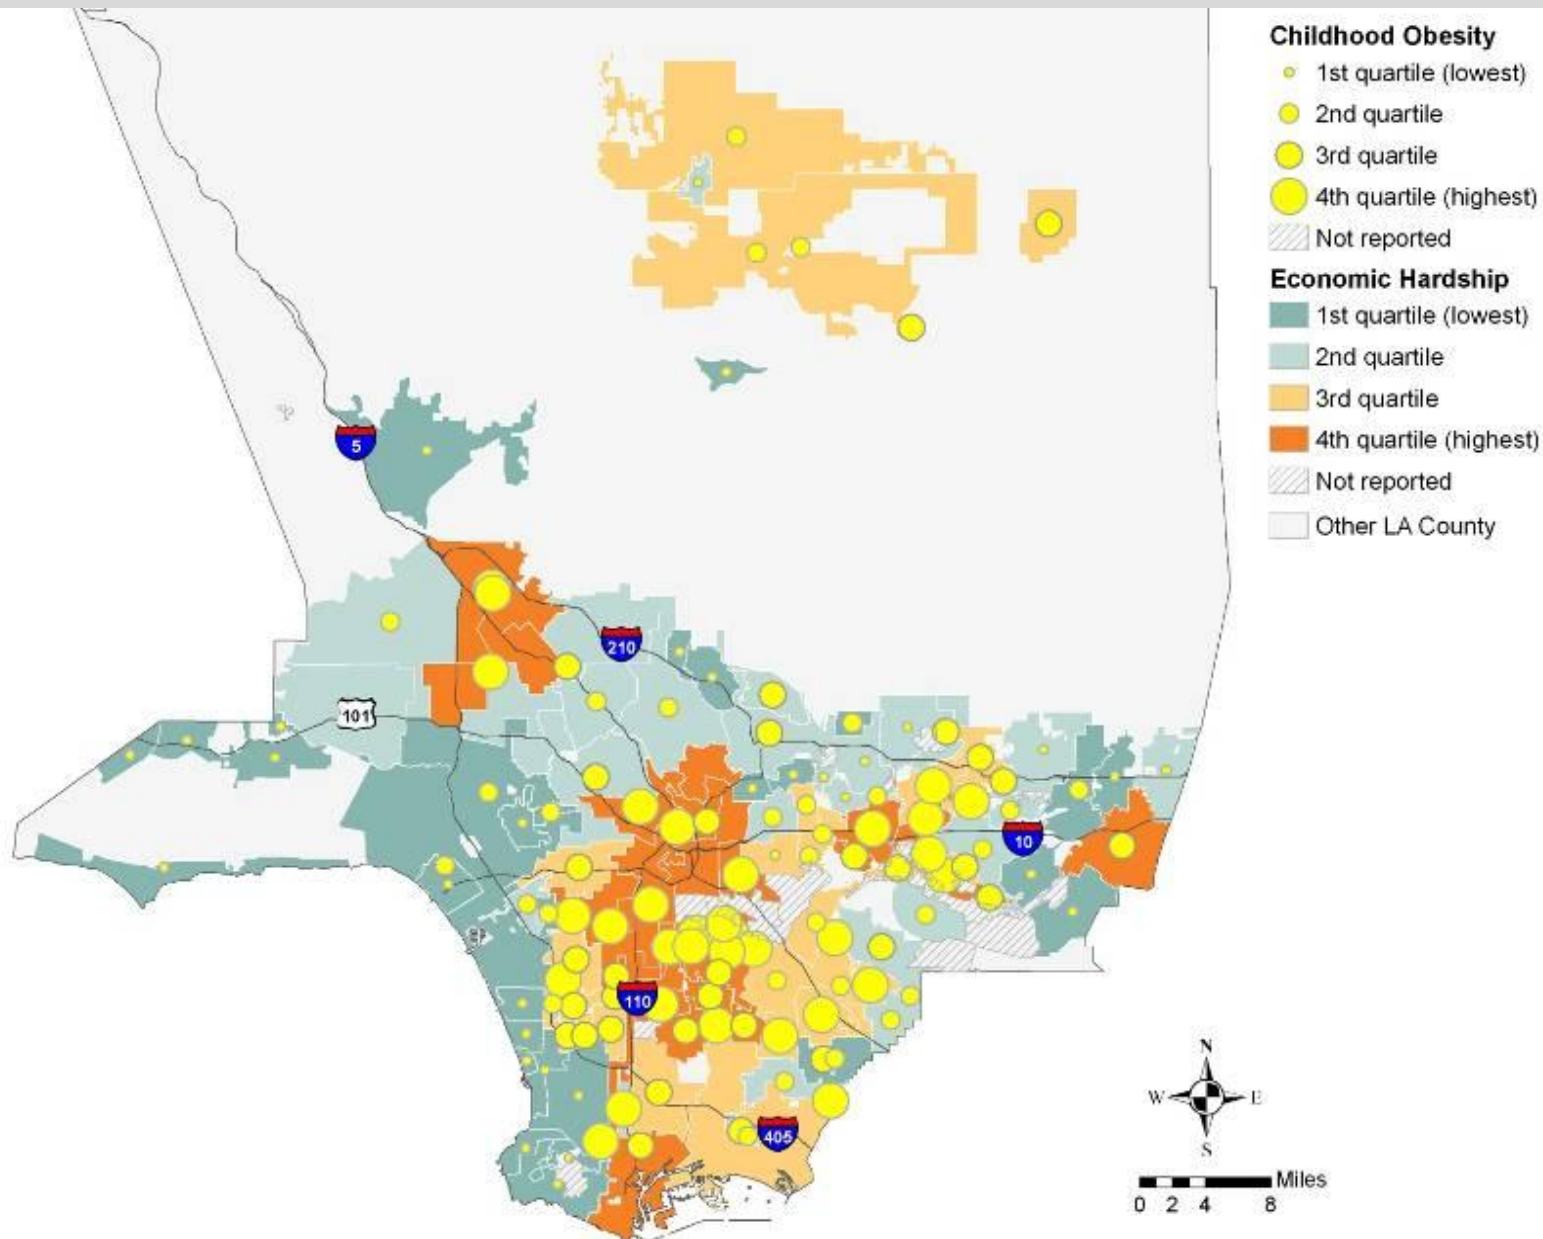 Childhood Obesity
1st quartile (lowest)
2nd quartile
3rd quartile
4th quartile (highest)
Not reported
Economic Hardship
1st quartile (lowest)
2nd quartile
3rd quartile
4th quartile (highest)
Not reported
Other LA County
5
210
101
10
110
405
N
W E
S
Miles
0 2 4 8